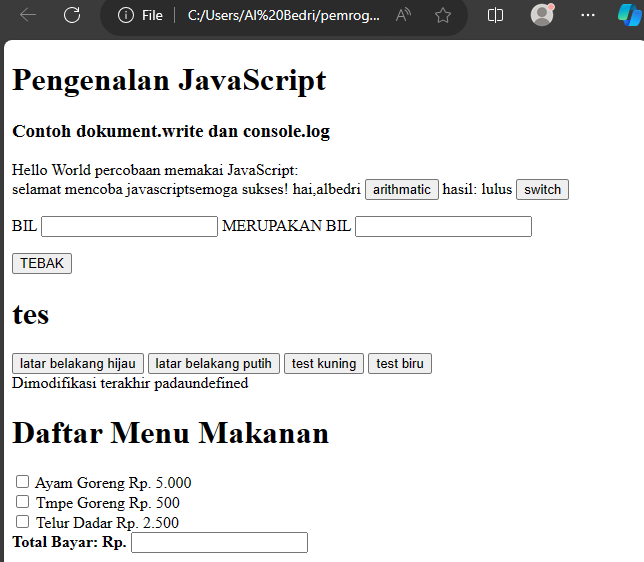 File C:/Users/Al%20Bedri/pemrog...
Pengenalan JavaScript
Contoh dokument.write dan console.log
Hello World percobaan memakai JavaScript:
selamat mencoba javascriptsemoga sukses! hai,albedri arithmatic hasil: lulus switch
BIL MERUPAKAN BIL
TEBAK
tes
latar belakang hijau latar belakang putih test kuning test biru
Dimodifikasi terakhir padaundefined
Daftar Menu Makanan
Ayam Goreng Rp. 5.000
Tmpe Goreng Rp. 500
Telur Dadar Rp. 2.500
Total Bayar: Rp.